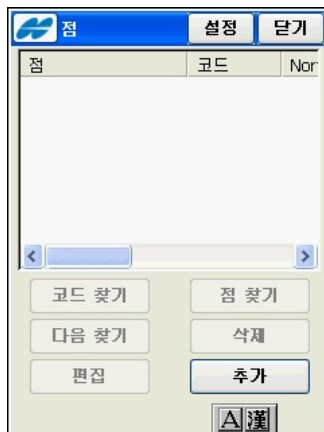 점 설정 닫기
점 코드 Nor
코드 찾기 점 찾기
다음 찾기 삭제
편집 추가
A漢